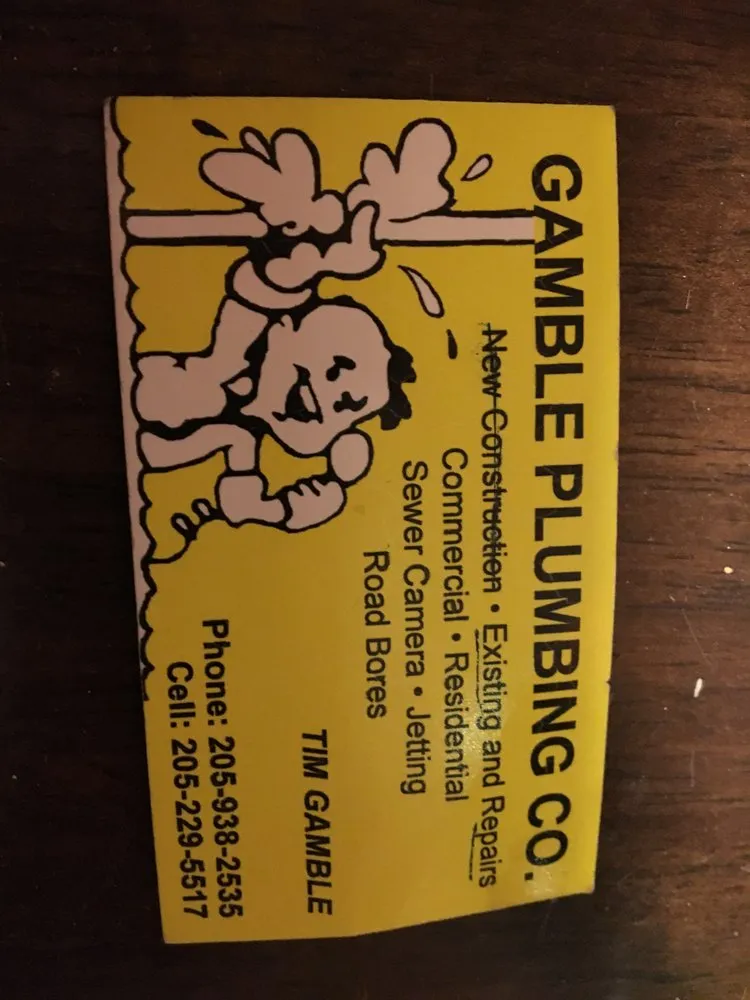 GAMBLE PLUMBING CO.
New Construction • Existing and Repairs
Commercial • Residential
Sewer Camera • Jetting
Road Bores
TIM GAMBLE
Phone: 205-938-2535
Cell: 205-229-5517